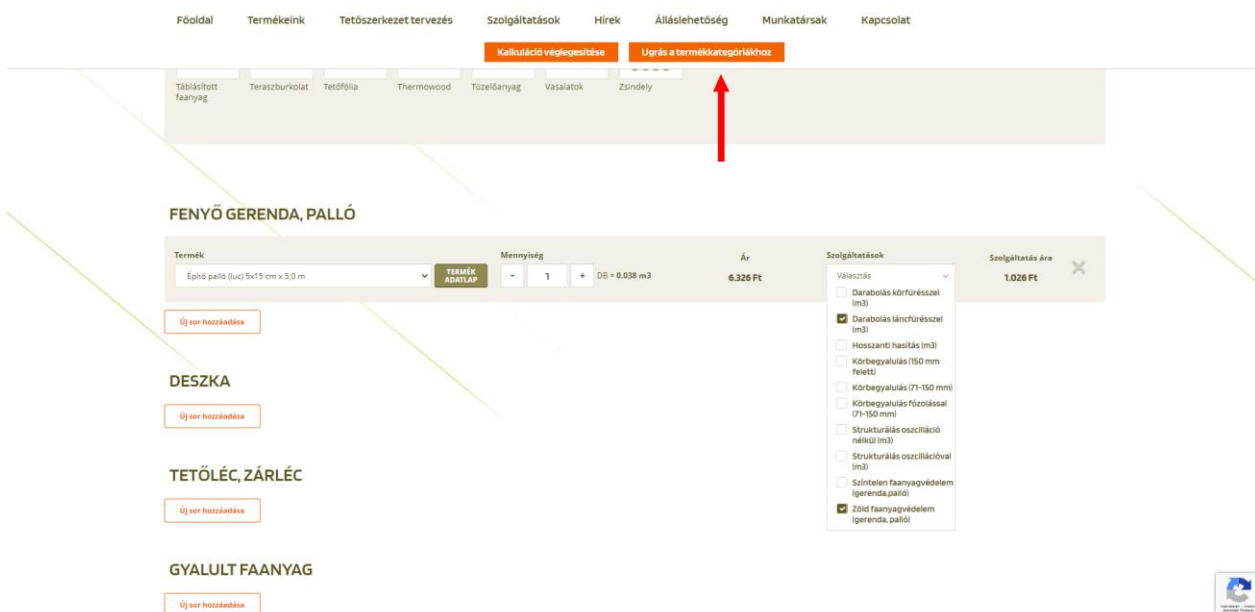 Főoldal Termékeink Tetőszerkezet tervezés Szolgáltatások Hírek Álláslehetőség Munkatársak Kapcsolat
Kalkuláció véglegesítése Ugrás a termékkategóriákhoz
Táblásított faanyag Teraszburkolat Tetőfólia Thermowood Tüzelőanyag Vasalatok Zsindely
FENYŐ GERENDA, PALLÓ
Termék Mennyiség Ár Szolgáltatások Szolgáltatás ára
Építő palló (luc) 5x15 cm x 5,0 m TERMÉK ADATLAP - 1 + DB = 0.038 m3 6.326 Ft Választás 1.026 Ft
Darabolás körfűrésszel
(m3)
Darabolás láncfűrésszel
(m3)
Hosszanti hasítás (m3)
Körbegyalulás (150 mm
felett)
Körbegyalulás (71-150 mm)
Körbegyalulás fózolással
(71-150 mm)
Strukturálás oszcilláció
nélkül (m3)
Strukturálás oszcillációval
(m3)
Színtelen faanyagvédelem
(gerenda,palló)
Zöld faanyagvédelem
(gerenda, palló)
Új sor hozzáadása
DESZKA
Új sor hozzáadása
TETŐLÉC, ZÁRLÉC
Új sor hozzáadása
GYALULT FAANYAG
Új sor hozzáadása